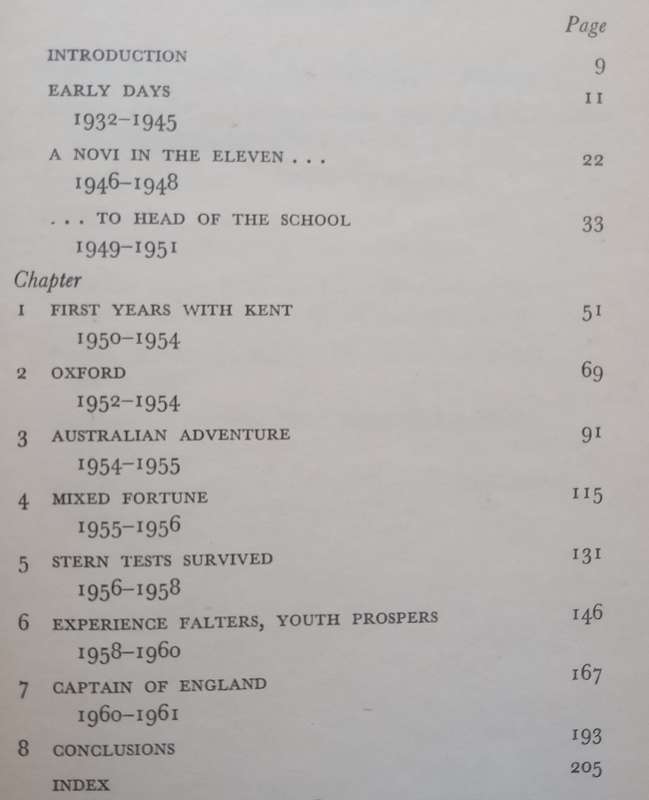 Page
INTRODUCTION 9
EARLY DAYS 11
1932–1945
A NOVI IN THE ELEVEN . . . 22
1946–1948
. . . TO HEAD OF THE SCHOOL 33
1949–1951
Chapter
1 FIRST YEARS WITH KENT 51
1950–1954
2 OXFORD 69
1952–1954
3 AUSTRALIAN ADVENTURE 91
1954–1955
4 MIXED FORTUNE 115
1955–1956
5 STERN TESTS SURVIVED 131
1956–1958
6 EXPERIENCE FALTERS, YOUTH PROSPERS 146
1958–1960
7 CAPTAIN OF ENGLAND 167
1960–1961
8 CONCLUSIONS 193
INDEX 205